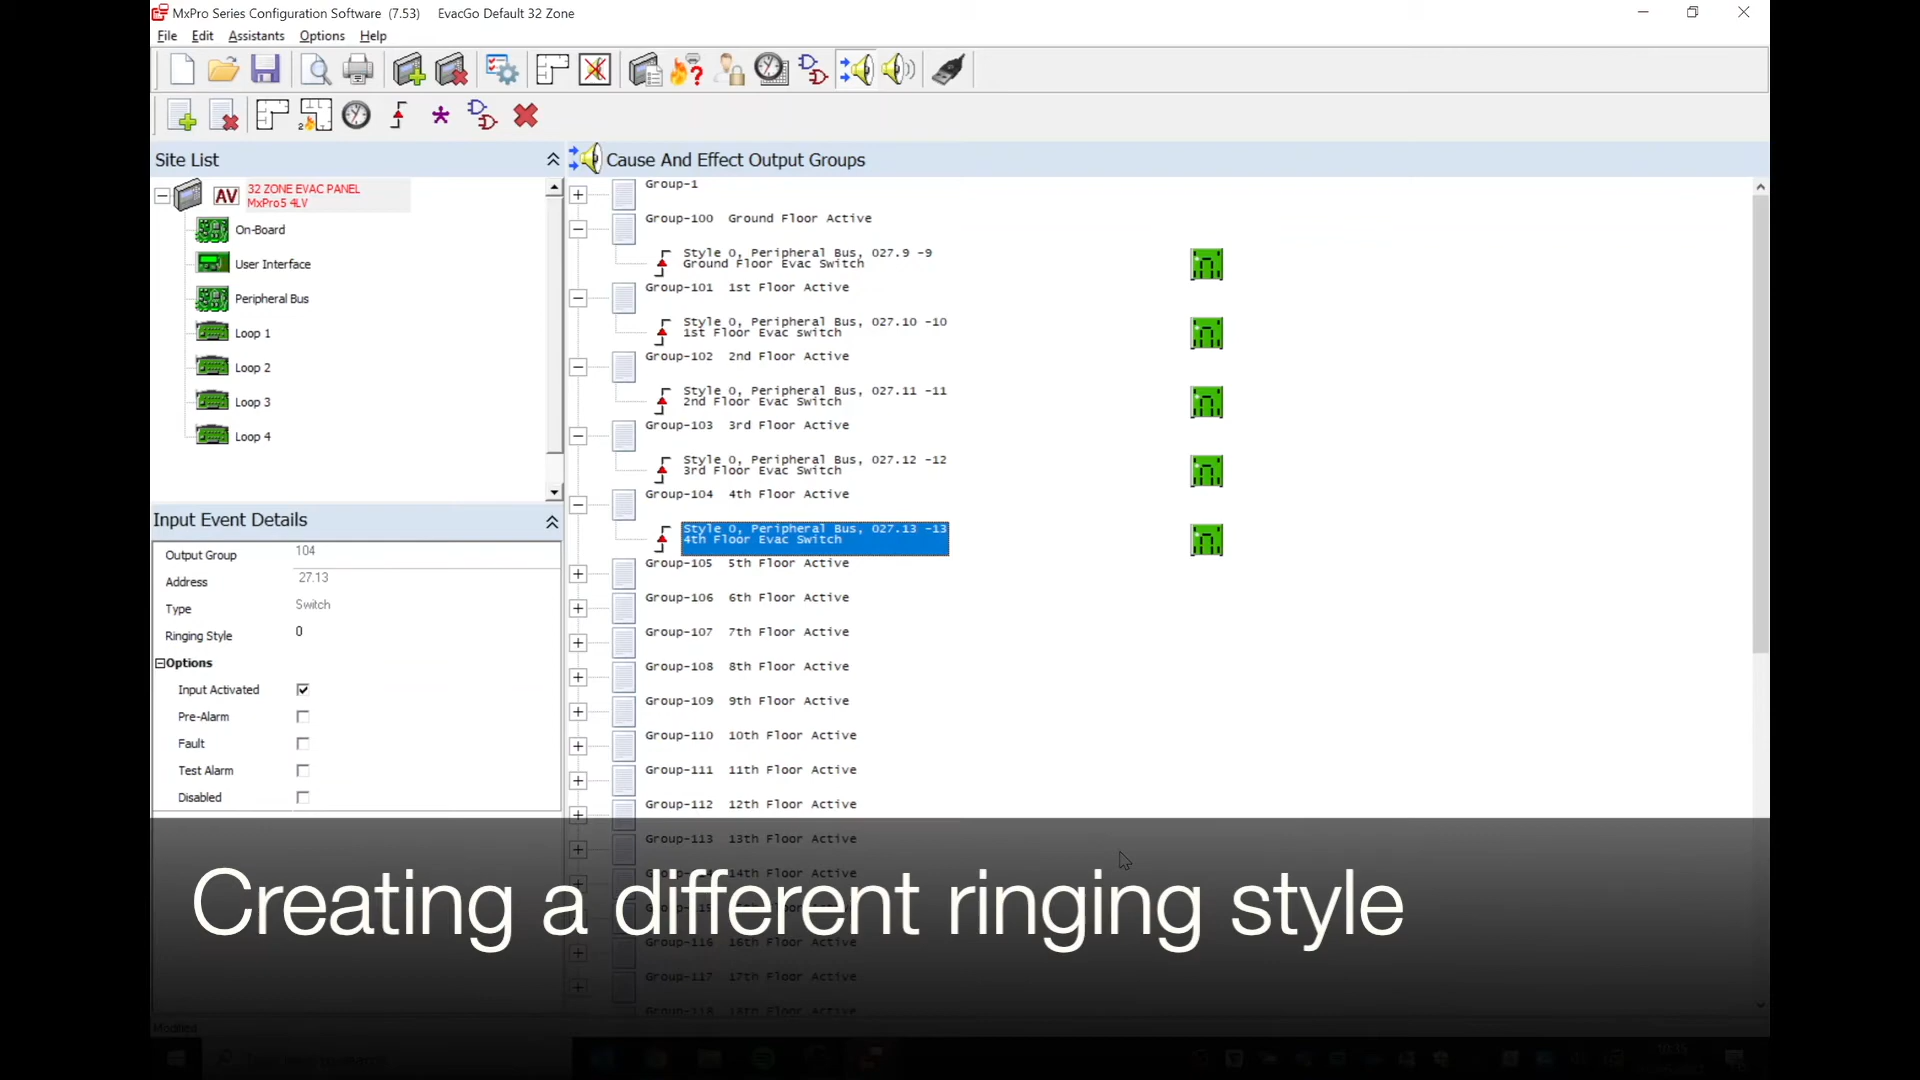 MxPro Series Configuration Software (7.53) EvacGo Default 32 Zone
File Edit Assistants Options Help
Site List
AV 32 ZONE EVAC PANEL
MxPro5 4LV
On-Board
User Interface
Peripheral Bus
Loop 1
Loop 2
Loop 3
Loop 4
Input Event Details
Output Group 104
Address 27.13
Type Switch
Ringing Style 0
Options
Input Activated
Pre-Alarm
Fault
Test Alarm
Disabled
Cause And Effect Output Groups
Group-1
Group-100 Ground Floor Active
Style 0, Peripheral Bus, 027.9 -9
Ground Floor Evac Switch
Group-101 1st Floor Active
Style 0, Peripheral Bus, 027.10 -10
1st Floor Evac switch
Group-102 2nd Floor Active
Style 0, Peripheral Bus, 027.11 -11
2nd Floor Evac Switch
Group-103 3rd Floor Active
Style 0, Peripheral Bus, 027.12 -12
3rd Floor Evac Switch
Group-104 4th Floor Active
Style 0, Peripheral Bus, 027.13 -13
4th Floor Evac Switch
Group-105 5th Floor Active
Group-106 6th Floor Active
Group-107 7th Floor Active
Group-108 8th Floor Active
Group-109 9th Floor Active
Group-110 10th Floor Active
Group-111 11th Floor Active
Group-112 12th Floor Active
Group-113 13th Floor Active
14th Floor Active
Creating a different ringing style
Group-116 16th Floor Active
Group-117 17th Floor Active
Group-118 18th Floor Active
Modified